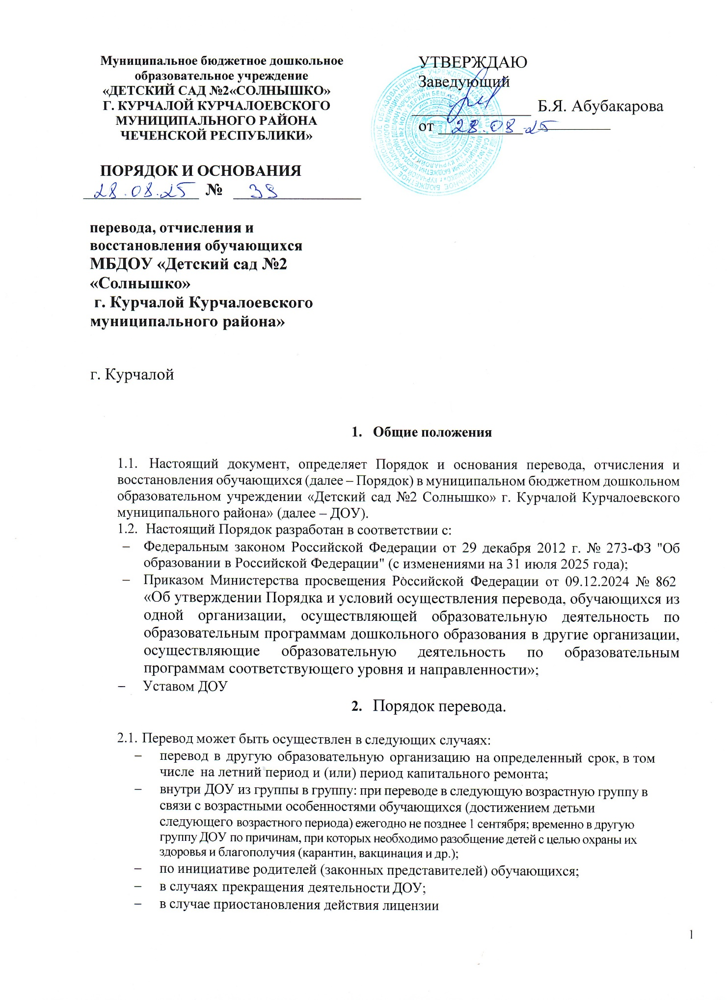 Муниципальное бюджетное дошкольное
образовательное учреждение
«ДЕТСКИЙ САД №2«СОЛНЫШКО»
Г. КУРЧАЛОЙ КУРЧАЛОЕВСКОГО
МУНИЦИПАЛЬНОГО РАЙОНА
ЧЕЧЕНСКОЙ РЕСПУБЛИКИ»
УТВЕРЖДАЮ
Заведующий
Б.Я. Абубакарова
от 28.08.25
ПОРЯДОК И ОСНОВАНИЯ
28.08.25 № 39
перевода, отчисления и
восстановления обучающихся
МБДОУ «Детский сад №2
«Солнышко»
г. Курчалой Курчалоевского
муниципального района»
г. Курчалой
1. Общие положения
1.1. Настоящий документ, определяет Порядок и основания перевода, отчисления и
восстановления обучающихся (далее – Порядок) в муниципальном бюджетном дошкольном
образовательном учреждении «Детский сад №2 Солнышко» г. Курчалой Курчалоевского
муниципального района» (далее – ДОУ).
1.2. Настоящий Порядок разработан в соответствии с:
– Федеральным законом Российской Федерации от 29 декабря 2012 г. № 273-ФЗ "Об
образовании в Российской Федерации" (с изменениями на 31 июля 2025 года);
– Приказом Министерства просвещения Российской Федерации от 09.12.2024 № 862
«Об утверждении Порядка и условий осуществления перевода, обучающихся из
одной организации, осуществляющей образовательную деятельность по
образовательным программам дошкольного образования в другие организации,
осуществляющие образовательную деятельность по образовательным
программам соответствующего уровня и направленности»;
– Уставом ДОУ
2. Порядок перевода.
2.1. Перевод может быть осуществлен в следующих случаях:
– перевод в другую образовательную организацию на определенный срок, в том
числе на летний период и (или) период капитального ремонта;
– внутри ДОУ из группы в группу: при переводе в следующую возрастную группу в
связи с возрастными особенностями обучающихся (достижением детьми
следующего возрастного периода) ежегодно не позднее 1 сентября; временно в другую
группу ДОУ по причинам, при которых необходимо разобщение детей с целью охраны их
здоровья и благополучия (карантин, вакцинация и др.);
– по инициативе родителей (законных представителей) обучающихся;
– в случаях прекращения деятельности ДОУ;
– в случае приостановления действия лицензии
1